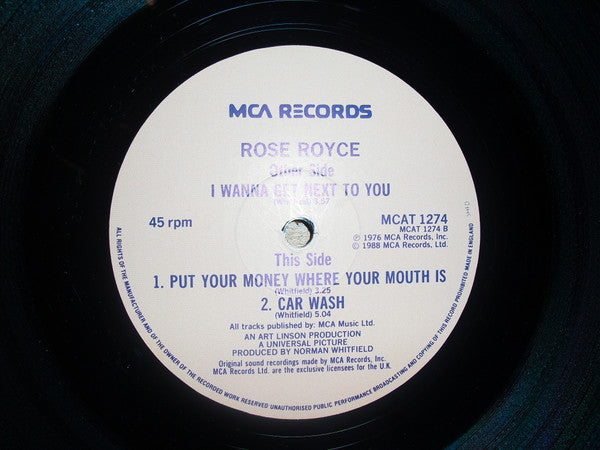 MCA RECORDS
ROSE ROYCE
Other Side
I WANNA GET NEXT TO YOU
(Whitfield) 3.57
45 rpm
MCAT 1274
MCAT 1274 B
℗ 1976 MCA Records, Inc.
© 1988 MCA Records, Inc.
This Side
1. PUT YOUR MONEY WHERE YOUR MOUTH IS
(Whitfield) 3.25
2. CAR WASH
(Whitfield) 5.04
All tracks published by: MCA Music Ltd.
AN ART LINSON PRODUCTION
A UNIVERSAL PICTURE
PRODUCED BY NORMAN WHITFIELD
Original sound recordings made by MCA Records, Inc.
MCA Records Ltd. are the exclusive licensees for the U.K.
ALL RIGHTS OF THE MANUFACTURER AND OF THE OWNER OF THE RECORDED WORK RESERVED UNAUTHORISED PUBLIC PERFORMANCE BROADCASTING AND COPYING OF THIS RECORD PROHIBITED MADE IN ENGLAND